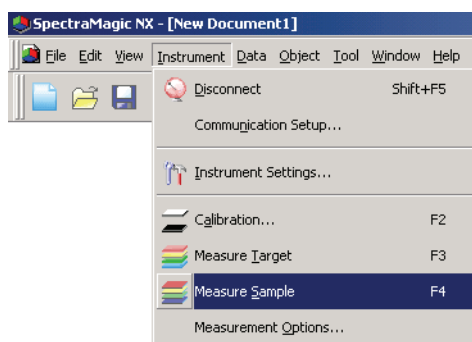 SpectraMagic NX - [New Document1]
File Edit View Instrument Data Object Tool Window Help
Disconnect Shift+F5
Communication Setup...
Instrument Settings...
Calibration... F2
Measure Target F3
Measure Sample F4
Measurement Options...